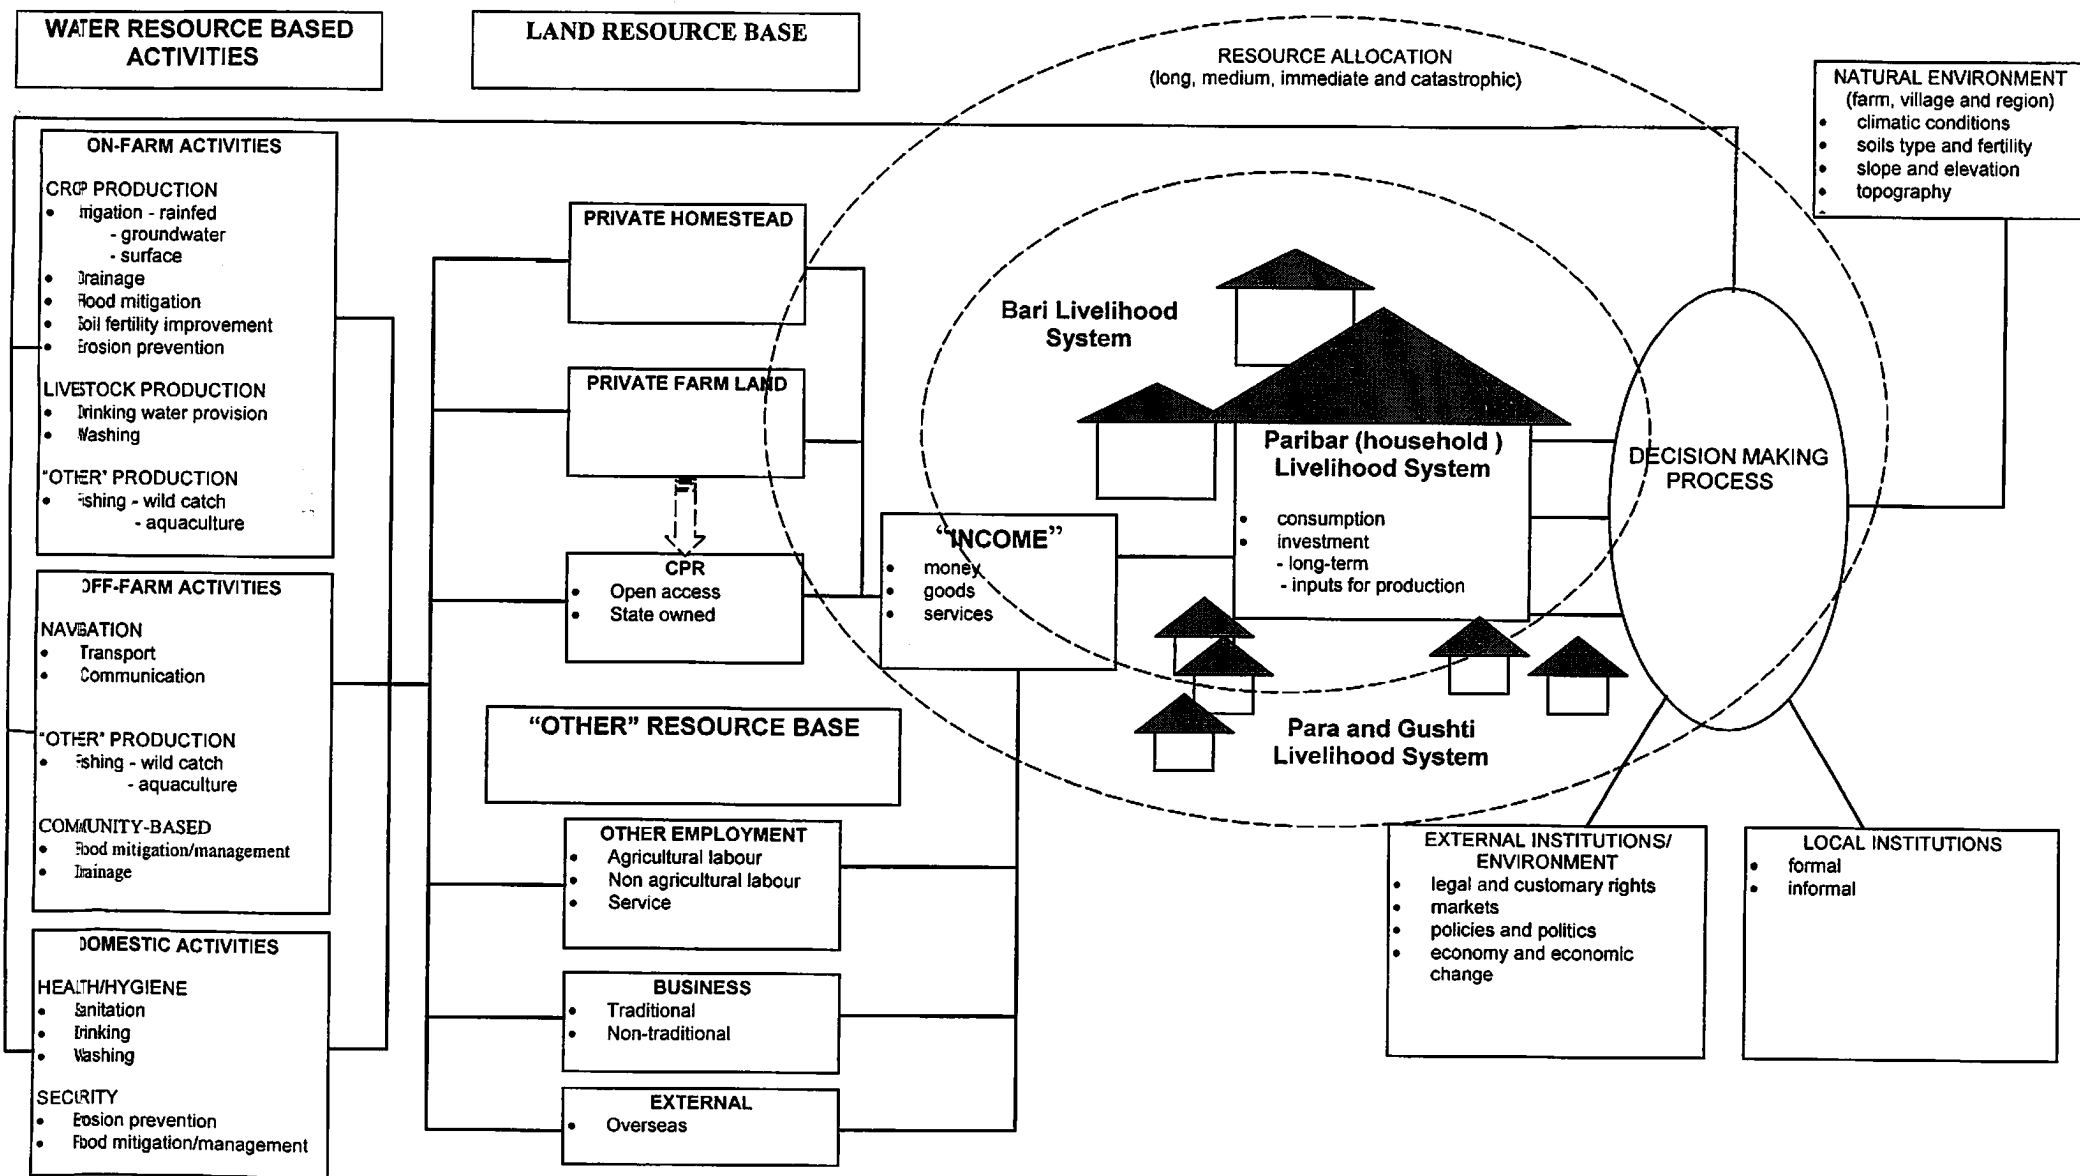 WATER RESOURCE BASED
ACTIVITIES
LAND RESOURCE BASE
RESOURCE ALLOCATION
(long, medium, immediate and catastrophic)
NATURAL ENVIRONMENT
(farm, village and region)
• climatic conditions
• soils type and fertility
• slope and elevation
• topography
ON-FARM ACTIVITIES
CROP PRODUCTION
• Irrigation - rainfed
- groundwater
- surface
• Drainage
• Flood mitigation
• Soil fertility improvement
• Erosion prevention
LIVESTOCK PRODUCTION
• Drinking water provision
• Washing
"OTHER" PRODUCTION
• Fishing - wild catch
- aquaculture
OFF-FARM ACTIVITIES
NAVIGATION
• Transport
• Communication
"OTHER" PRODUCTION
• Fishing - wild catch
- aquaculture
COMMUNITY-BASED
• Flood mitigation/management
• Drainage
DOMESTIC ACTIVITIES
HEALTH/HYGIENE
• Sanitation
• Drinking
• Washing
SECURITY
• Erosion prevention
• Flood mitigation/management
PRIVATE HOMESTEAD
PRIVATE FARM LAND
CPR
• Open access
• State owned
"OTHER" RESOURCE BASE
OTHER EMPLOYMENT
• Agricultural labour
• Non agricultural labour
• Service
BUSINESS
• Traditional
• Non-traditional
EXTERNAL
• Overseas
"INCOME"
• money
• goods
• services
Bari Livelihood
System
Paribar (household )
Livelihood System
• consumption
• investment
- long-term
- inputs for production
Para and Gushti
Livelihood System
DECISION MAKING
PROCESS
EXTERNAL INSTITUTIONS/
ENVIRONMENT
• legal and customary rights
• markets
• policies and politics
• economy and economic
change
LOCAL INSTITUTIONS
• formal
• informal